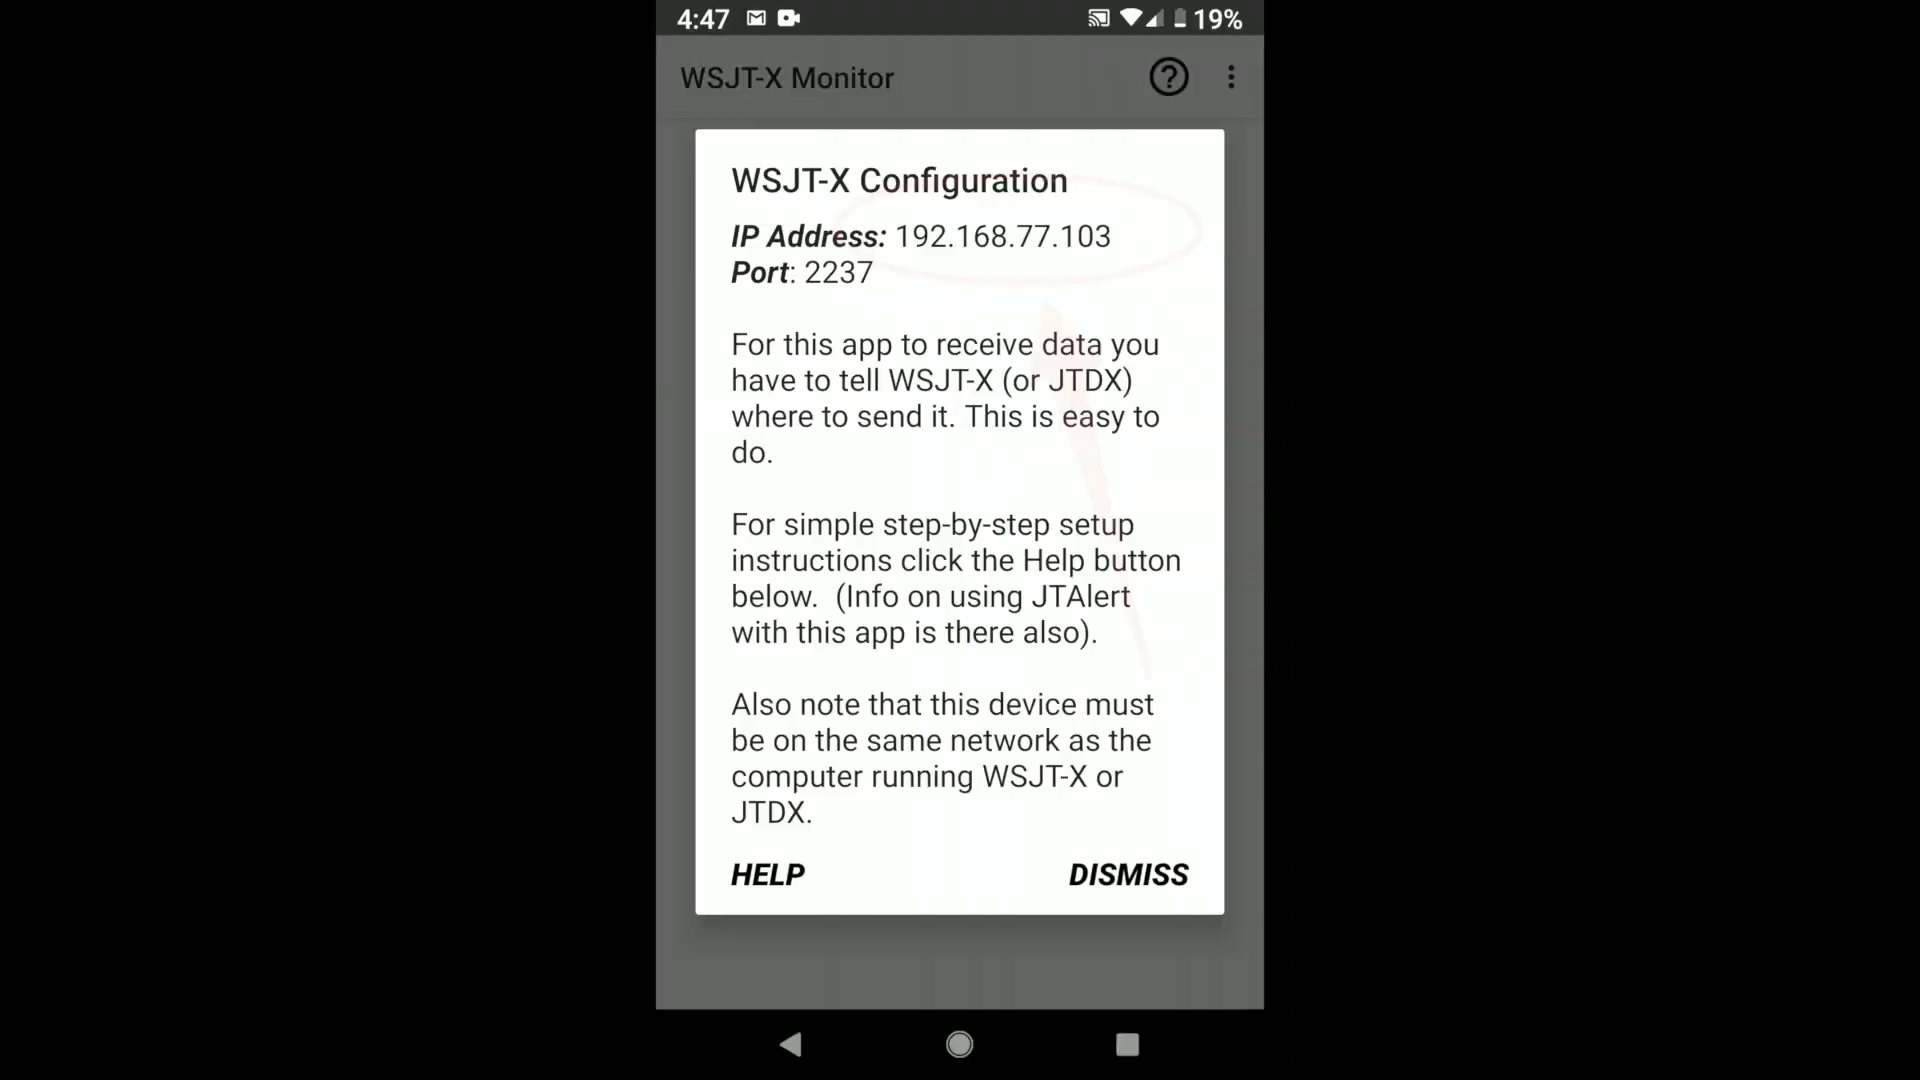 4:47 19%
WSJT-X Monitor
WSJT-X Configuration
IP Address: 192.168.77.103
Port: 2237
For this app to receive data you
have to tell WSJT-X (or JTDX)
where to send it. This is easy to
do.
For simple step-by-step setup
instructions click the Help button
below.  (Info on using JTAlert
with this app is there also).
Also note that this device must
be on the same network as the
computer running WSJT-X or
JTDX.
HELP DISMISS